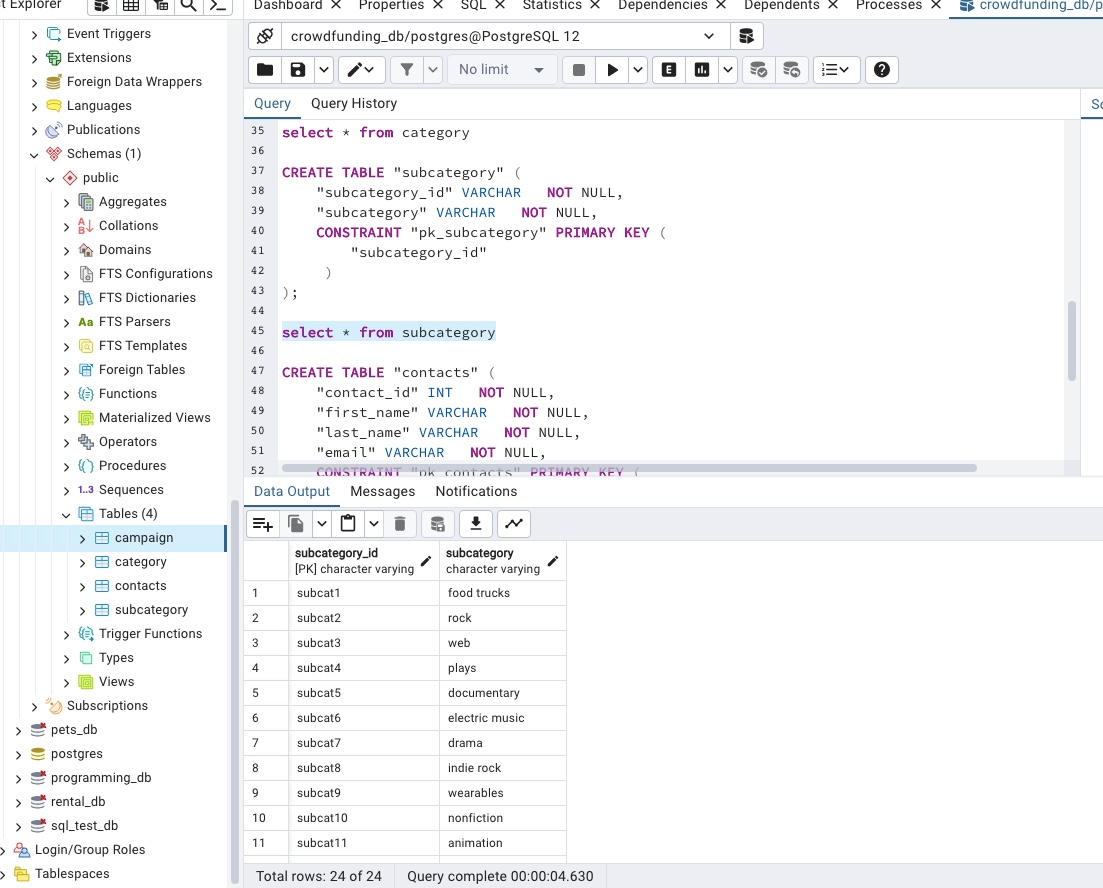 t Explorer
Dashboard
Properties
SQL
Statistics
Dependencies
Dependents
Processes
crowdfunding_db/p
Event Triggers
Extensions
Foreign Data Wrappers
Languages
Publications
Schemas (1)
public
Aggregates
Collations
Domains
FTS Configurations
FTS Dictionaries
Aa FTS Parsers
FTS Templates
Foreign Tables
Functions
Materialized Views
Operators
Procedures
1..3 Sequences
Tables (4)
campaign
category
contacts
subcategory
Trigger Functions
Types
Views
Subscriptions
pets_db
postgres
programming_db
rental_db
sql_test_db
Login/Group Roles
Tablespaces
crowdfunding_db/postgres@PostgreSQL 12
No limit
E
Query Query History
Sc
35 select * from category
36
37 CREATE TABLE "subcategory" (
38 "subcategory_id" VARCHAR NOT NULL,
39 "subcategory" VARCHAR NOT NULL,
40 CONSTRAINT "pk_subcategory" PRIMARY KEY (
41 "subcategory_id"
42 )
43 );
44
45 select * from subcategory
46
47 CREATE TABLE "contacts" (
48 "contact_id" INT NOT NULL,
49 "first_name" VARCHAR NOT NULL,
50 "last_name" VARCHAR NOT NULL,
51 "email" VARCHAR NOT NULL,
52 CONSTRAINT "pk_contacts" PRIMARY KEY (
Data Output Messages Notifications
subcategory_id subcategory
[PK] character varying character varying
1 subcat1 food trucks
2 subcat2 rock
3 subcat3 web
4 subcat4 plays
5 subcat5 documentary
6 subcat6 electric music
7 subcat7 drama
8 subcat8 indie rock
9 subcat9 wearables
10 subcat10 nonfiction
11 subcat11 animation
Total rows: 24 of 24 Query complete 00:00:04.630